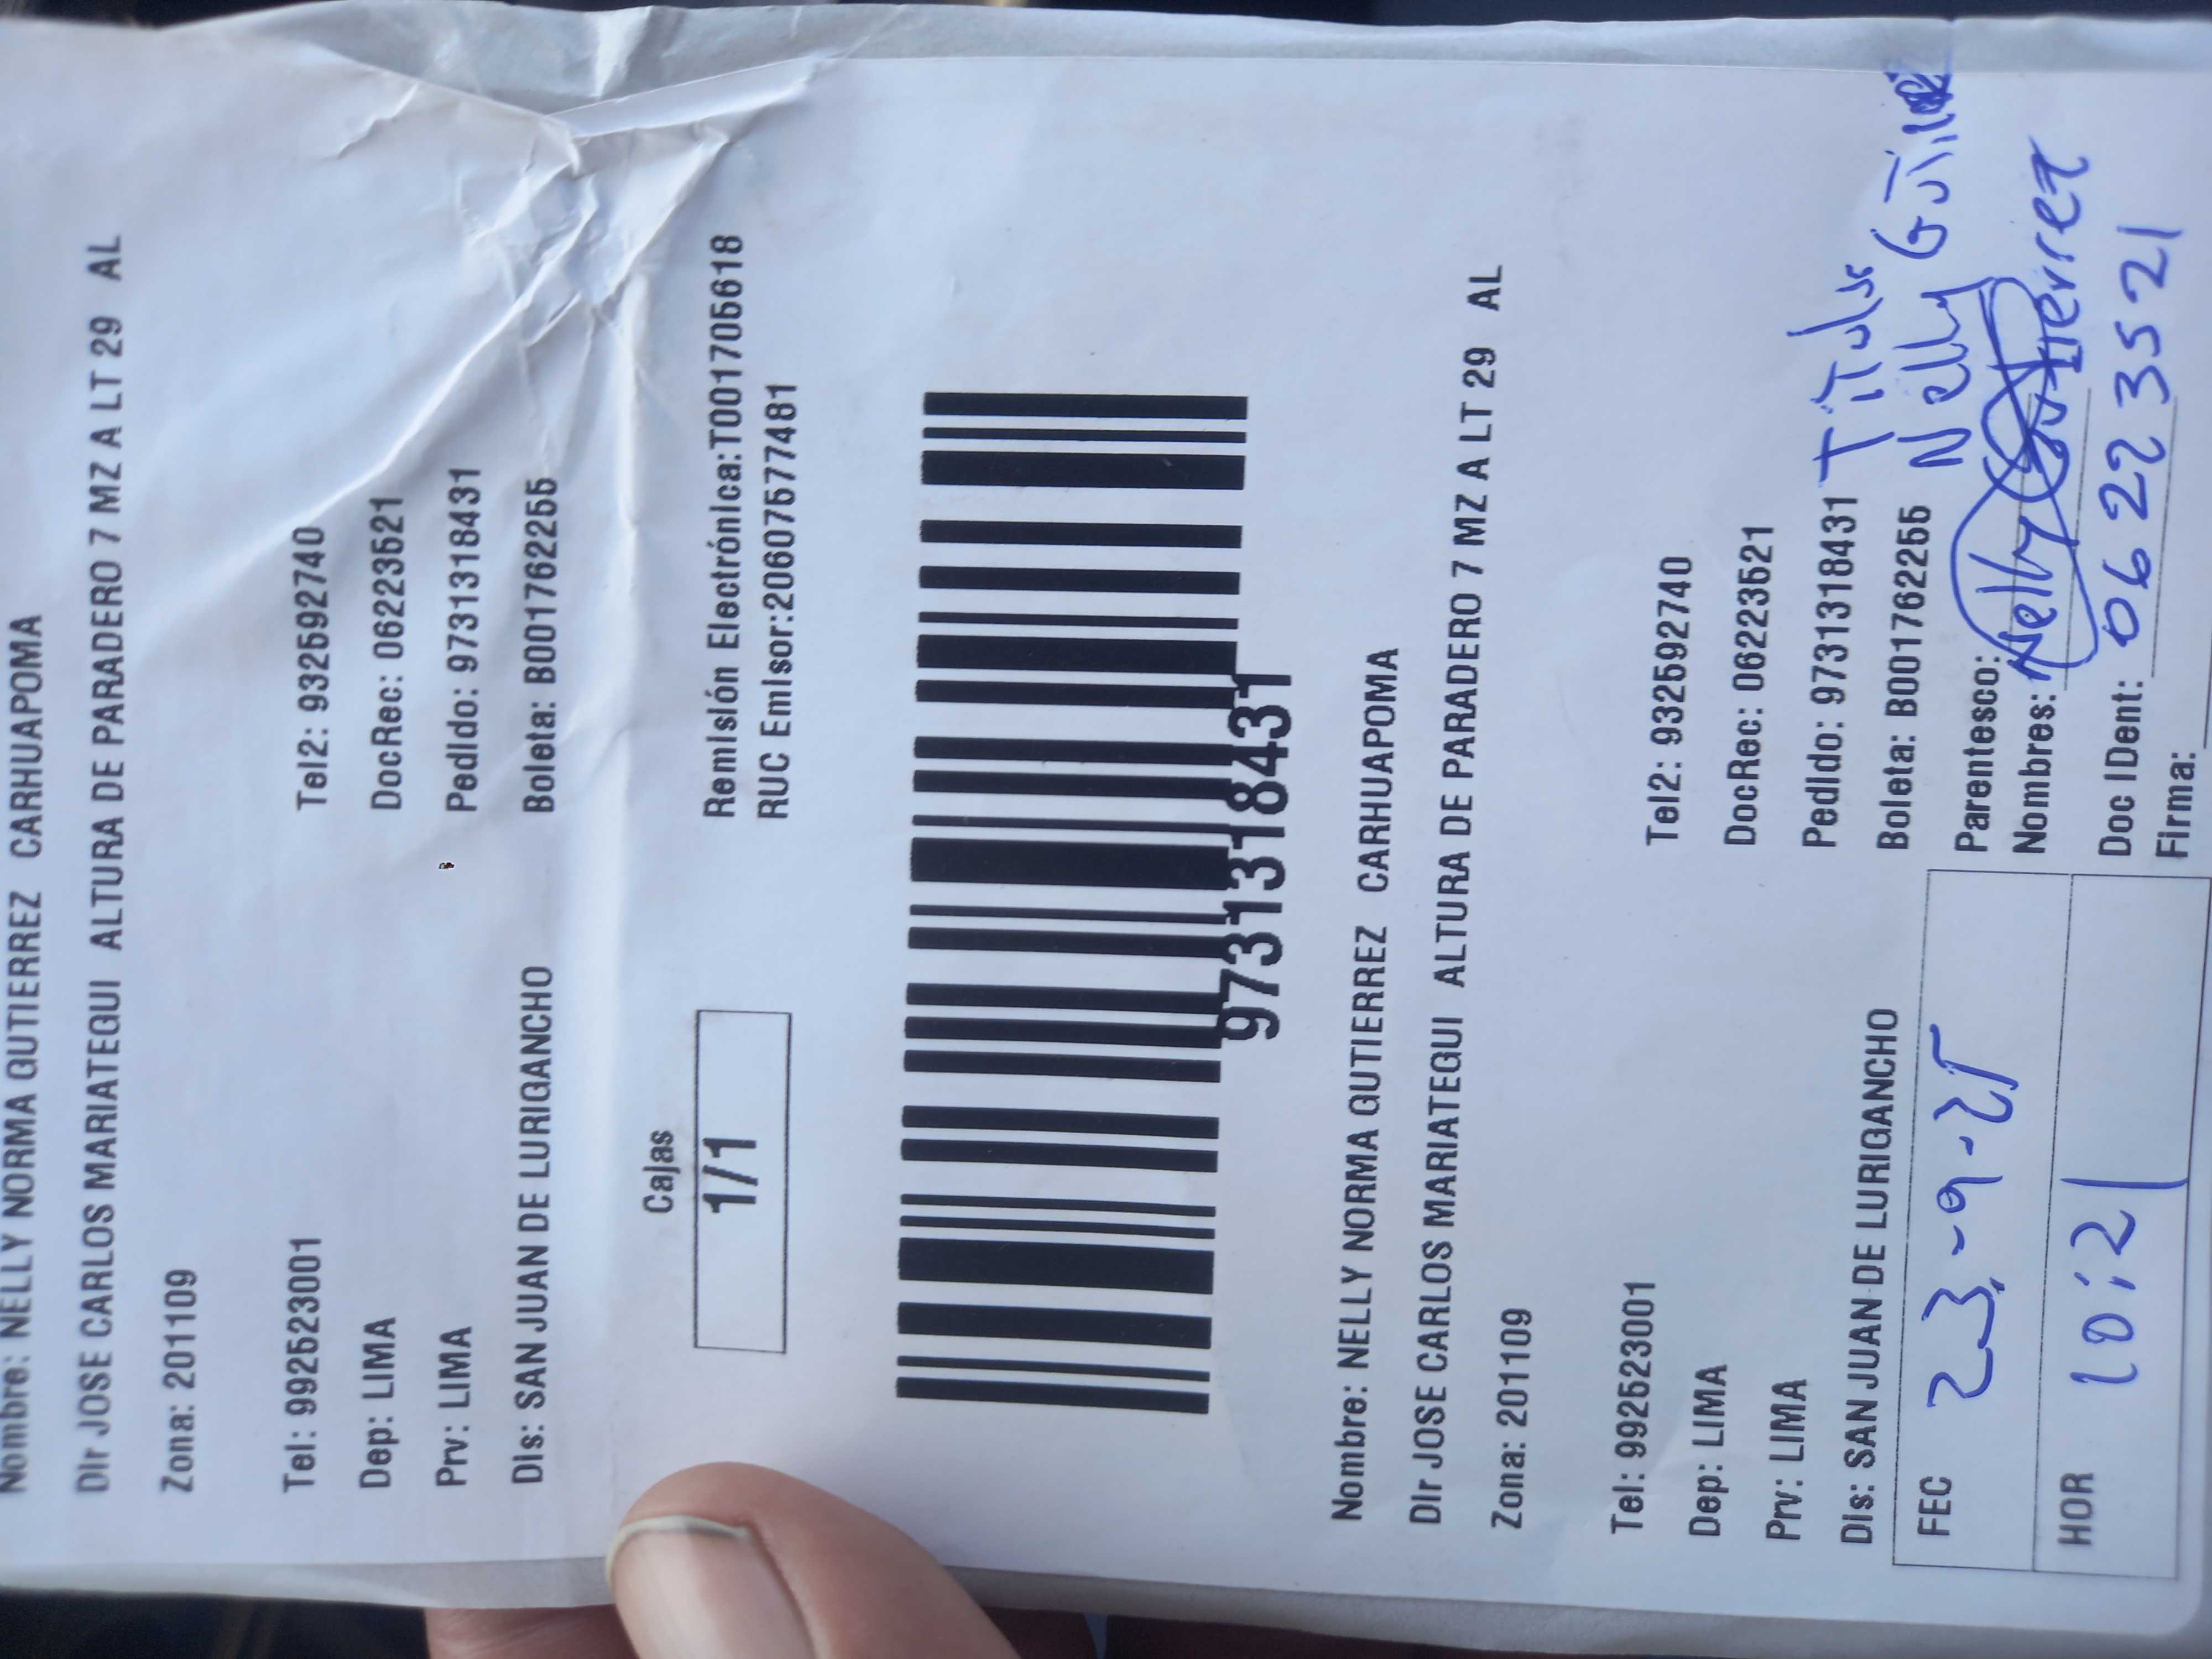 Nombre: NELLY NORMA GUTIERREZ CARHUAPOMA
Dir JOSE CARLOS MARIATEGUI ALTURA DE PARADERO 7 MZ A LT 29 AL
Zona: 201109
Tel: 992523001 Tel2: 932592740
Dep: LIMA DocRec: 06223521
Prv: LIMA Pedido: 9731318431
Dis: SAN JUAN DE LURIGANCHO Boleta: B001762255
Cajas
1/1
Remisión Electrónica:T001705618
RUC Emisor:20607577481
9731318431
Nombre: NELLY NORMA GUTIERREZ CARHUAPOMA
Dir JOSE CARLOS MARIATEGUI ALTURA DE PARADERO 7 MZ A LT 29 AL
Zona: 201109
Tel: 992523001 Tel2: 932592740
Dep: LIMA DocRec: 06223521
Prv: LIMA Pedido: 9731318431
Dis: SAN JUAN DE LURIGANCHO Boleta: B001762255
FEC 23-9-25
HOR 10:21
Parentesco: Nelly
Nombres: Nelly Gutierrez
Doc IDent: 06223521
Firma: